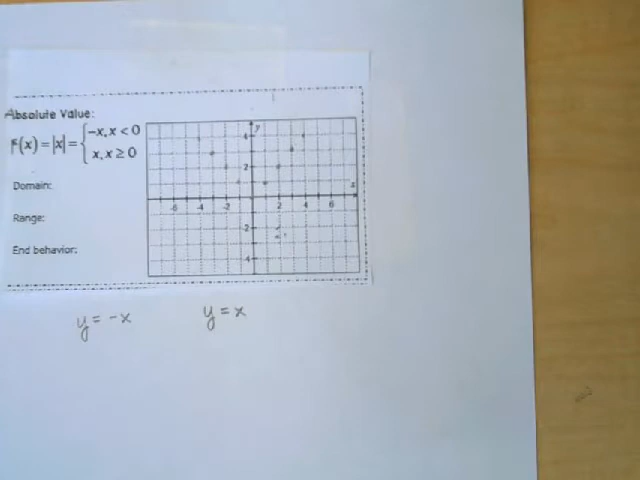 Absolute Value:
F(x) = |x| = { -x, x < 0
x, x ≥ 0
Domain:
Range:
End behavior:
y
x
4
2
-6 -4 -2 2 4 6
-2
-4
y = -x y = x